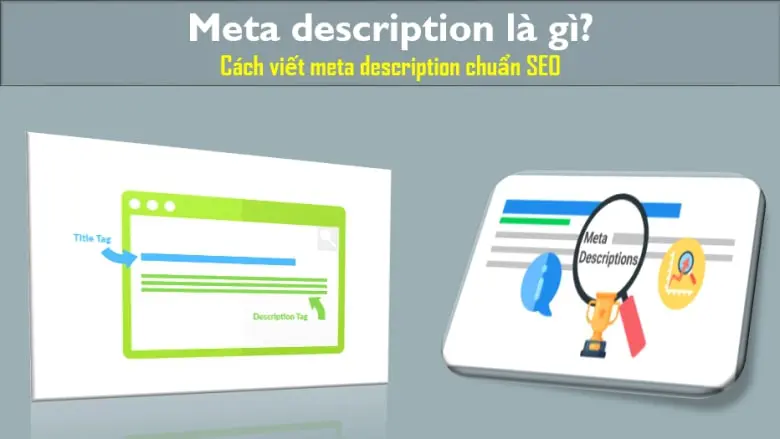 Meta description là gì?
Cách viết meta description chuẩn SEO
Title Tag
Description Tag
Meta
Descriptions